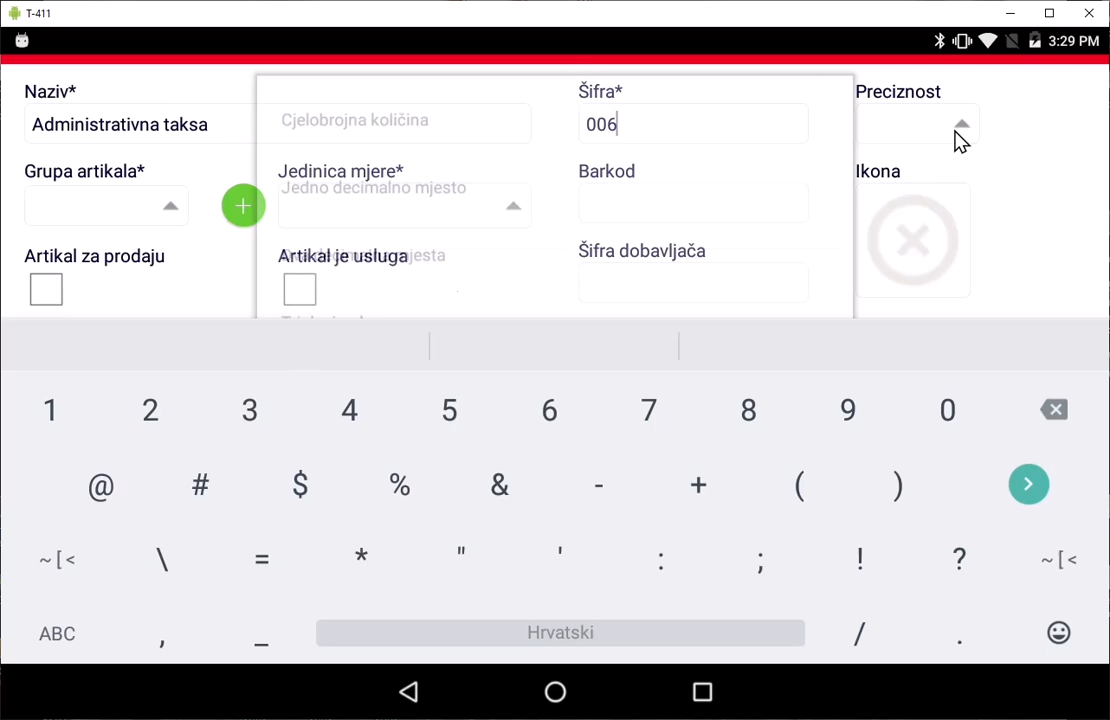 T-411
3:29 PM
Naziv*
Šifra*
Preciznost
Administrativna taksa
Cjelobrojna količina
006
Grupa artikala*
Jedinica mjere*
Barkod
Ikona
Jedno decimalno mjesto
Artikal za prodaju
Artikal je usluga
Šifra dobavljača
1 2 3 4 5 6 7 8 9 0
@ # $ % & - + ( )
~ [ < \ = * " ' : ; ! ? ~ [ <
ABC , _ Hrvatski / .